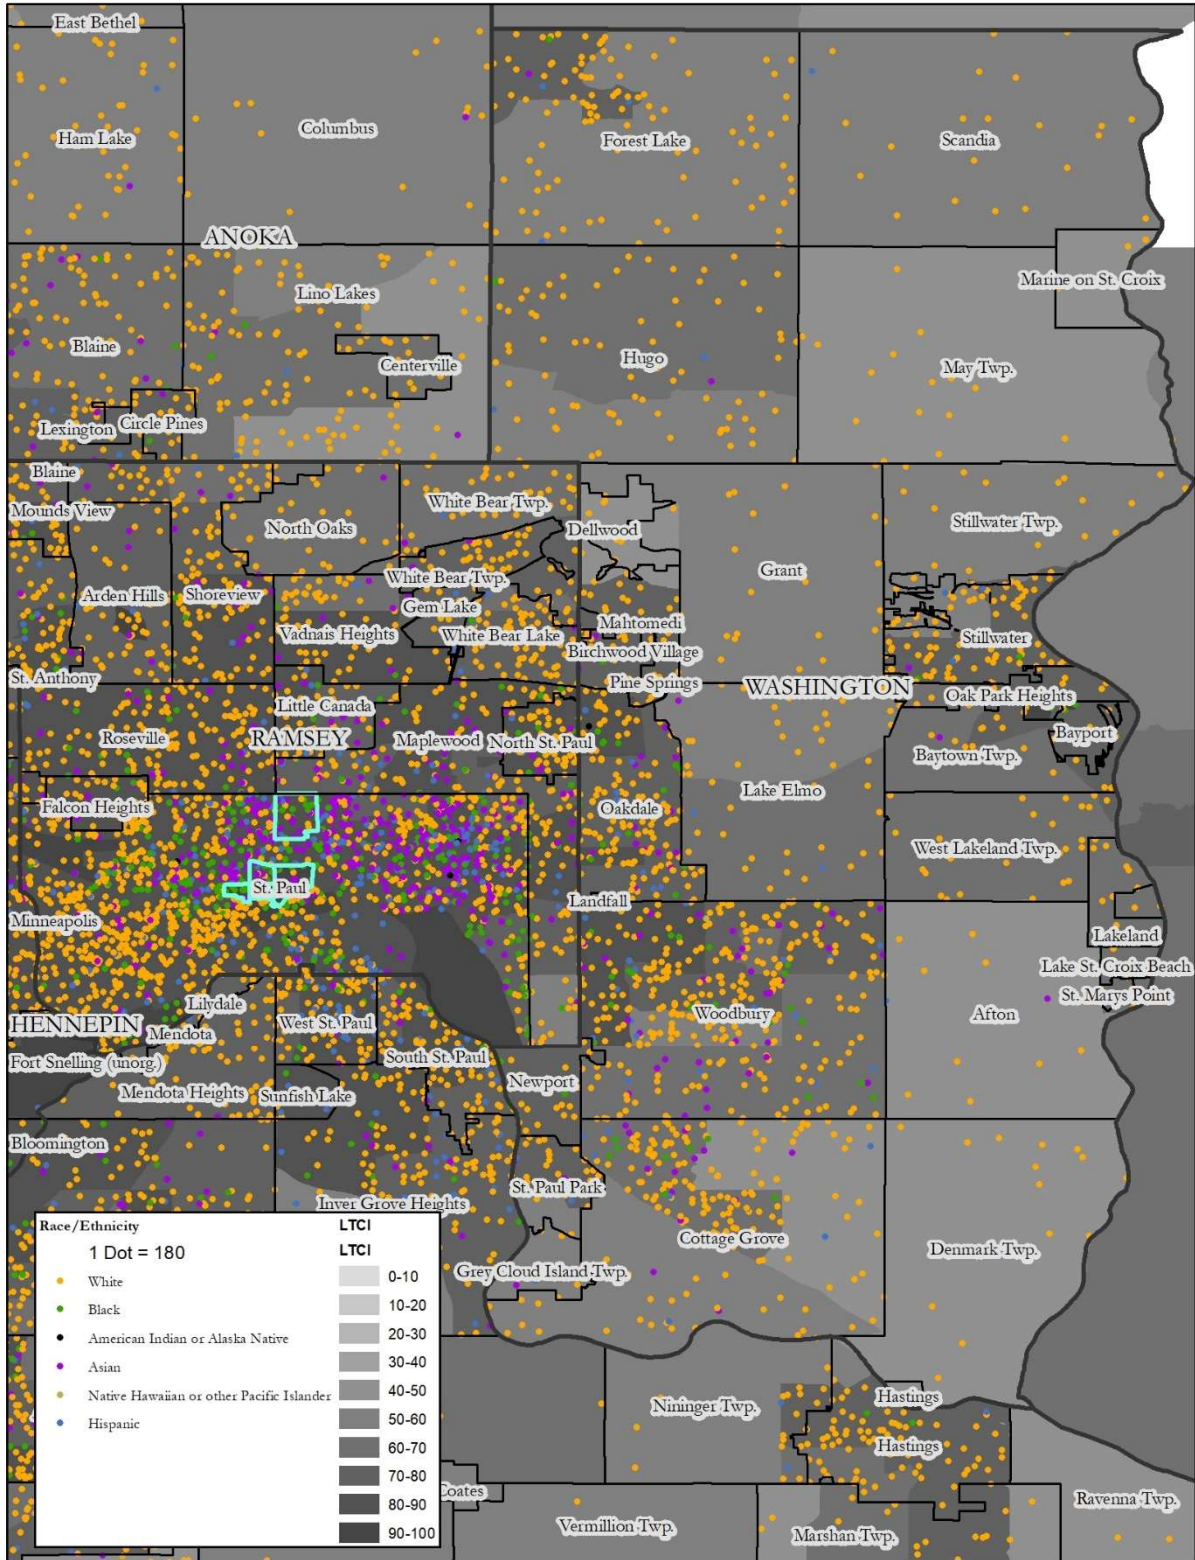 East Bethel
Ham Lake
Columbus
Forest Lake
Scandia
ANOKA
Lino Lakes
Marine on St. Croix
Blaine
Centerville
Hugo
May Twp.
Lexington
Circle Pines
Blaine
Mounds View
North Oaks
White Bear Twp.
Dellwood
Stillwater Twp.
Grant
Arden Hills
Shoreview
White Bear Twp.
Gem Lake
Vadnais Heights
White Bear Lake
Mahtomedi
Stillwater
Birchwood Village
St. Anthony
Pine Springs
WASHINGTON
Oak Park Heights
Little Canada
Roseville
RAMSEY
Maplewood
North St. Paul
Baytown Twp.
Bayport
Falcon Heights
Oakdale
Lake Elmo
West Lakeland Twp.
St. Paul
Landfall
Minneapolis
Lakeland
Lake St. Croix Beach
St. Marys Point
Lilydale
Woodbury
Afton
HENNEPIN
Mendota
West St. Paul
Fort Snelling (unorg.)
South St. Paul
Newport
Mendota Heights
Sunfish Lake
Bloomington
St. Paul Park
Inver Grove Heights
Cottage Grove
Denmark Twp.
Grey Cloud Island Twp.
Nininger Twp.
Hastings
Hastings
Coates
Vermillion Twp.
Marshan Twp.
Ravenna Twp.
Race/Ethnicity
1 Dot = 180
White
Black
American Indian or Alaska Native
Asian
Native Hawaiian or other Pacific Islander
Hispanic
LTCI
LTCI
0-10
10-20
20-30
30-40
40-50
50-60
60-70
70-80
80-90
90-100